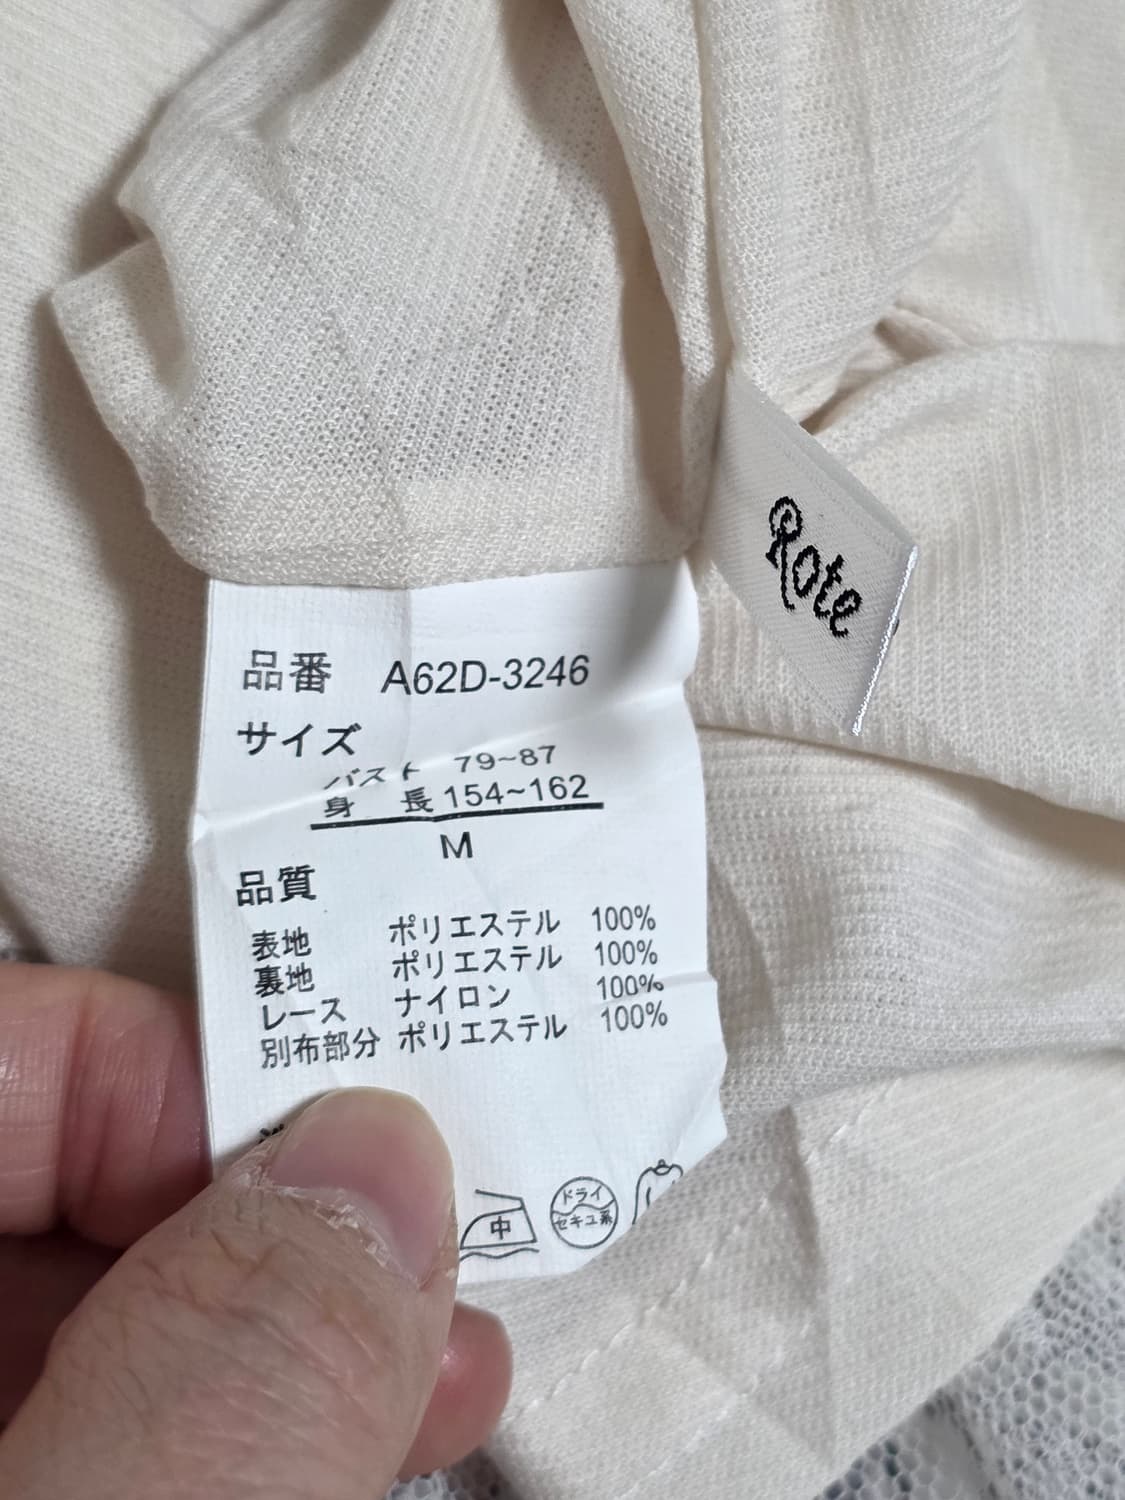 Rote
品番 A62D-3246
サイズ
バスト 79~87
身 長 154~162
M
品質
表地 ポリエステル 100%
裏地 ポリエステル 100%
レース ナイロン 100%
別布部分 ポリエステル 100%
中
ドライ
セキユ系